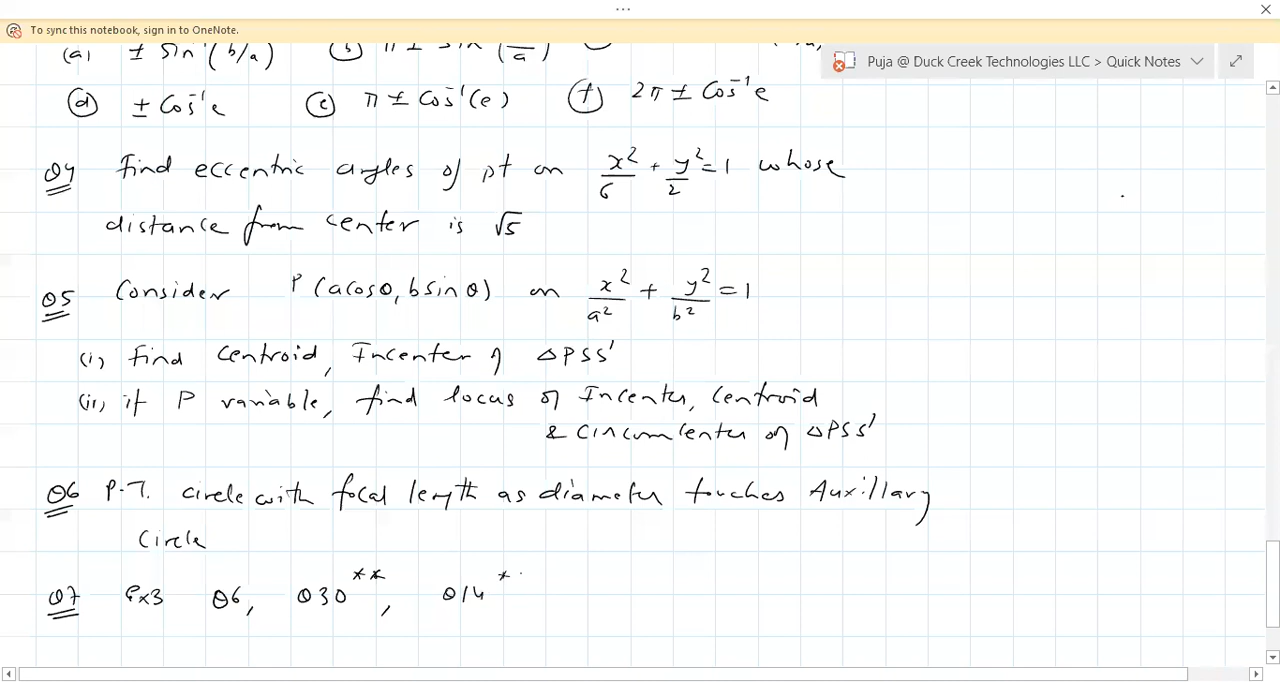 To sync this notebook, sign in to OneNote.
Puja @ Duck Creek Technologies LLC > Quick Notes
(a) ± sin⁻¹(b/a) (b) π ± sin⁻¹(b/a)
(d) ± cos⁻¹e (e) π ± cos⁻¹(e) (f) 2π ± cos⁻¹e
Q4 find eccentric angles of pt on x²/6 + y²/2 = 1 whose
distance from center is √5
Q5 Consider P(acosθ, bsinθ) on x²/a² + y²/b² = 1
(i) find centroid, Incenter of △PSS'
(ii) if P variable, find locus of Incenter, centroid
& circumcenter of △PSS'
Q6 P.T. circle with focal length as diameter touches Auxillary
circle
Q7 Ex3 Q6, Q30**, Q14*